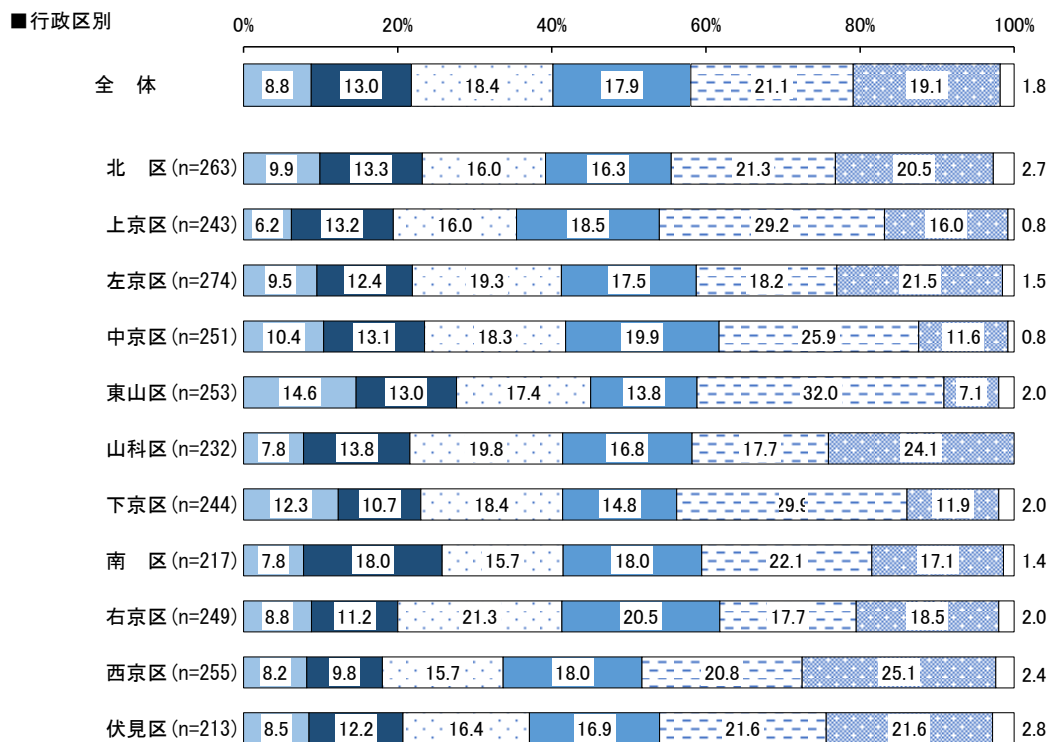 ■行政区別
0% 20% 40% 60% 80% 100%
全 体 8.8 13.0 18.4 17.9 21.1 19.1 1.8
北 区(n=263) 9.9 13.3 16.0 16.3 21.3 20.5 2.7
上京区(n=243) 6.2 13.2 16.0 18.5 29.2 16.0 0.8
左京区(n=274) 9.5 12.4 19.3 17.5 18.2 21.5 1.5
中京区(n=251) 10.4 13.1 18.3 19.9 25.9 11.6 0.8
東山区(n=253) 14.6 13.0 17.4 13.8 32.0 7.1 2.0
山科区(n=232) 7.8 13.8 19.8 16.8 17.7 24.1
下京区(n=244) 12.3 10.7 18.4 14.8 29.9 11.9 2.0
南 区(n=217) 7.8 18.0 15.7 18.0 22.1 17.1 1.4
右京区(n=249) 8.8 11.2 21.3 20.5 17.7 18.5 2.0
西京区(n=255) 8.2 9.8 15.7 18.0 20.8 25.1 2.4
伏見区(n=213) 8.5 12.2 16.4 16.9 21.6 21.6 2.8